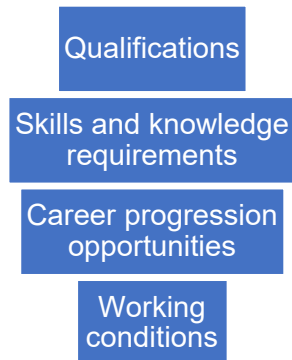 Qualifications
Skills and knowledge
requirements
Career progression
opportunities
Working
conditions